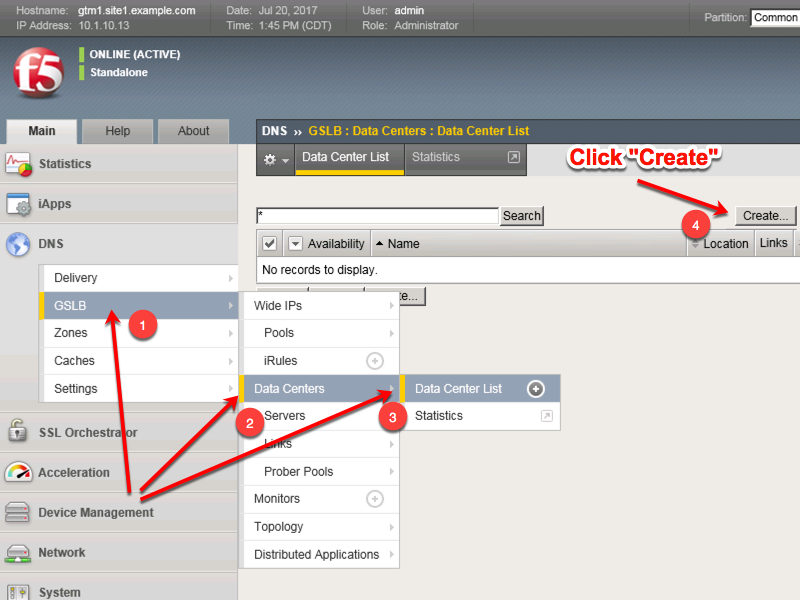 Hostname: gtm1.site1.example.com Date: Jul 20, 2017 User: admin
IP Address: 10.1.10.13 Time: 1:45 PM (CDT) Role: Administrator
Partition: Common
f5
ONLINE (ACTIVE)
Standalone
Main Help About
DNS ›› GSLB : Data Centers : Data Center List
Data Center List Statistics
Click "Create"
Statistics
iApps
DNS
Delivery
GSLB
Zones
Caches
Settings
SSL Orchestrator
Acceleration
Device Management
Network
System
* Search
Create...
Availability Name Location Links
No records to display.
Wide IPs
Pools
iRules
Data Centers
Servers
Links
Prober Pools
Monitors
Topology
Distributed Applications
Data Center List
Statistics
1
2
3
4